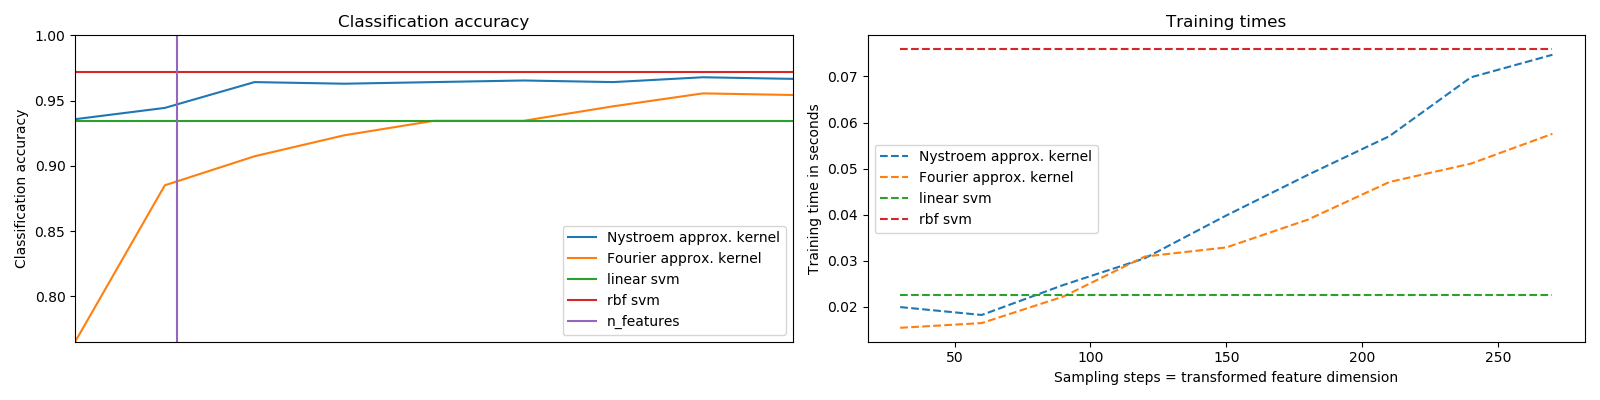 Classification accuracy
Classification accuracy
1.00
0.95
0.90
0.85
0.80
Nystroem approx. kernel
Fourier approx. kernel
linear svm
rbf svm
n_features
Training times
Training time in seconds
0.07
0.06
0.05
0.04
0.03
0.02
Nystroem approx. kernel
Fourier approx. kernel
linear svm
rbf svm
50
100
150
200
250
Sampling steps = transformed feature dimension